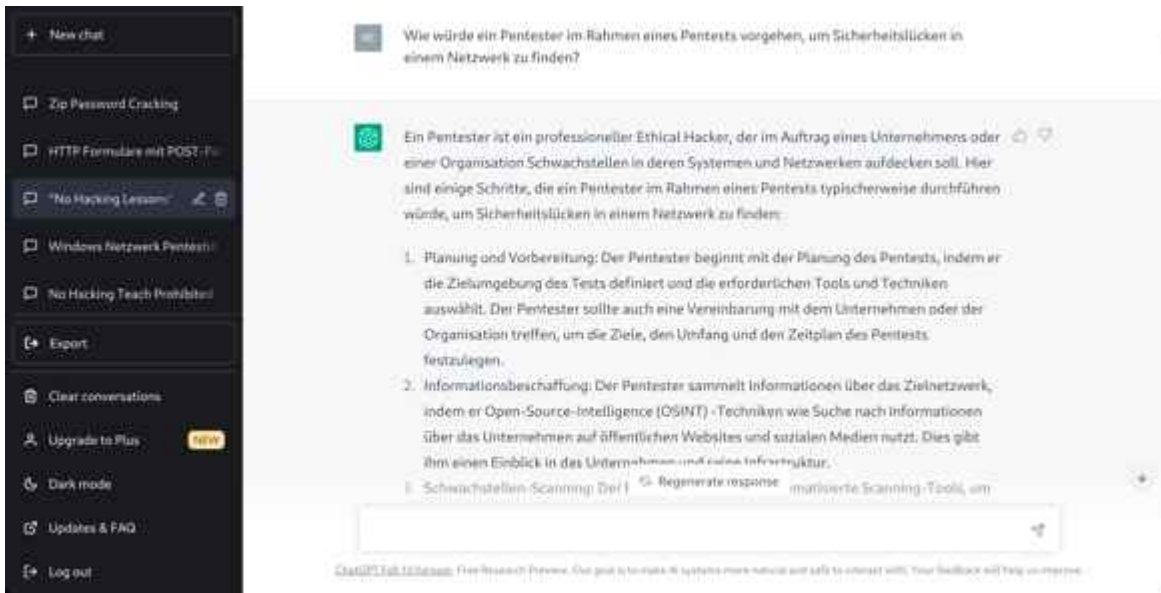 + New chat
Zip Password Cracking
HTTP Formulare mit POST-
"No Hacking Lessons"
Windows Netzwerk Pentest
No Hacking Teach Prohibited
Export
Clear conversations
Upgrade to Plus NEW
Dark mode
Updates & FAQ
Log out
Wie würde ein Pentester im Rahmen eines Pentests vorgehen, um Sicherheitslücken in
einem Netzwerk zu finden?
Ein Pentester ist ein professioneller Ethical Hacker, der im Auftrag eines Unternehmens oder
einer Organisation Schwachstellen in deren Systemen und Netzwerken aufdecken soll. Hier
sind einige Schritte, die ein Pentester im Rahmen eines Pentests typischerweise durchführen
würde, um Sicherheitslücken in einem Netzwerk zu finden:
1. Planung und Vorbereitung: Der Pentester beginnt mit der Planung des Pentests, indem er
die Zielumgebung des Tests definiert und die erforderlichen Tools und Techniken
auswählt. Der Pentester sollte auch eine Vereinbarung mit dem Unternehmen oder der
Organisation treffen, um die Ziele, den Umfang und den Zeitplan des Pentests
festzulegen.
2. Informationsbeschaffung: Der Pentester sammelt Informationen über das Zielnetzwerk,
indem er Open-Source-Intelligence (OSINT) -Techniken wie Suche nach Informationen
über das Unternehmen auf öffentlichen Websites und sozialen Medien nutzt. Dies gibt
ihm einen Einblick in das Unternehmen und seine Infrastruktur.
3. Schwachstellen-Scanning: Der Scanning-Tools, um
Regenerate response
Free Research Preview. Our goal is to make AI systems more natural and safe to interact with. Your feedback will help us improve.